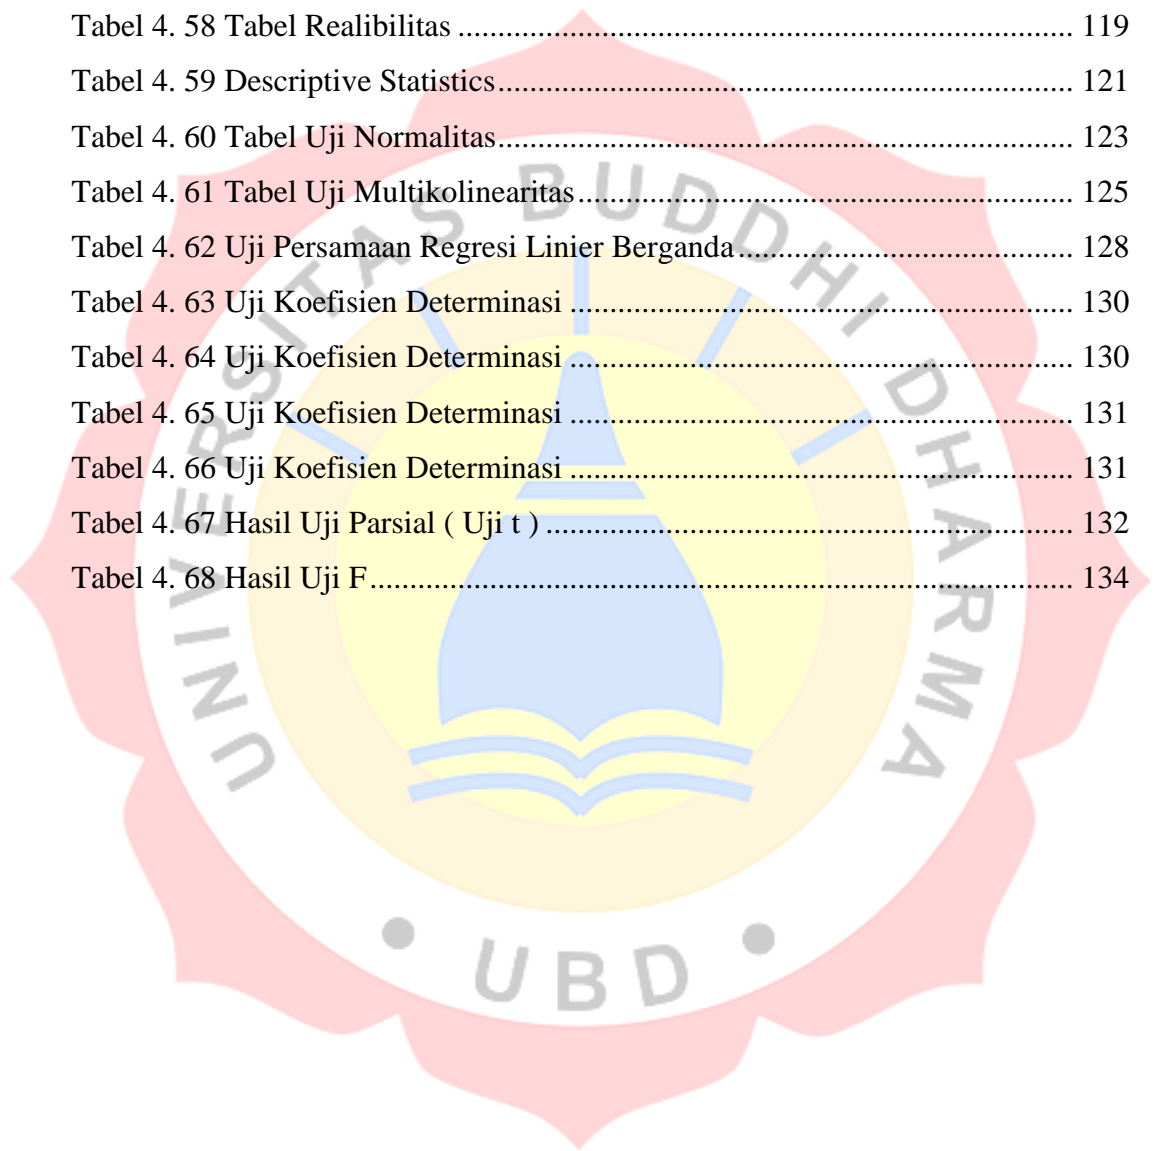 Tabel 4. 58 Tabel Realibilitas ............................................................................. 119
Tabel 4. 59 Descriptive Statistics........................................................................ 121
Tabel 4. 60 Tabel Uji Normalitas........................................................................ 123
Tabel 4. 61 Tabel Uji Multikolinearitas.............................................................. 125
Tabel 4. 62 Uji Persamaan Regresi Linier Berganda.......................................... 128
Tabel 4. 63 Uji Koefisien Determinasi ............................................................... 130
Tabel 4. 64 Uji Koefisien Determinasi ............................................................... 130
Tabel 4. 65 Uji Koefisien Determinasi ............................................................... 131
Tabel 4. 66 Uji Koefisien Determinasi ............................................................... 131
Tabel 4. 67 Hasil Uji Parsial ( Uji t ) .................................................................. 132
Tabel 4. 68 Hasil Uji F........................................................................................ 134
UNIVERSITAS BUDDHI DHARMA
• UBD •